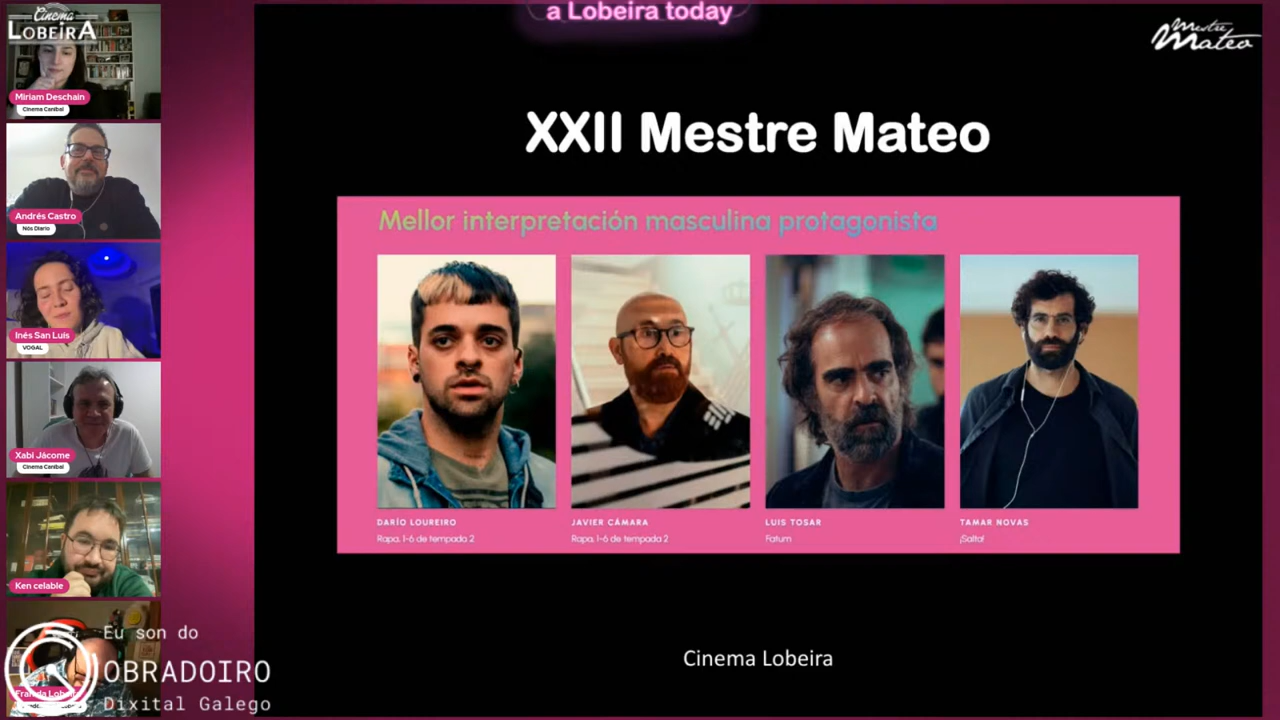 Cinema
LOBEIRA
Miriam Deschain
Cinema Caníbal
Andrés Castro
Nós Diario
Inés San Luis
VOGAL
Xabi Jácome
Cinema Caníbal
Ken celable
Eu son do
OBRADOIRO
Dixital Galego
a Lobeira today
Mestre
Mateo
XXII Mestre Mateo
Mellor interpretación masculina protagonista
DARÍO LOUREIRO
Rapa, 1-6 de tempada 2
JAVIER CÁMARA
Rapa, 1-6 de tempada 2
LUIS TOSAR
Fatum
TAMAR NOVAS
¡Salta!
Cinema Lobeira